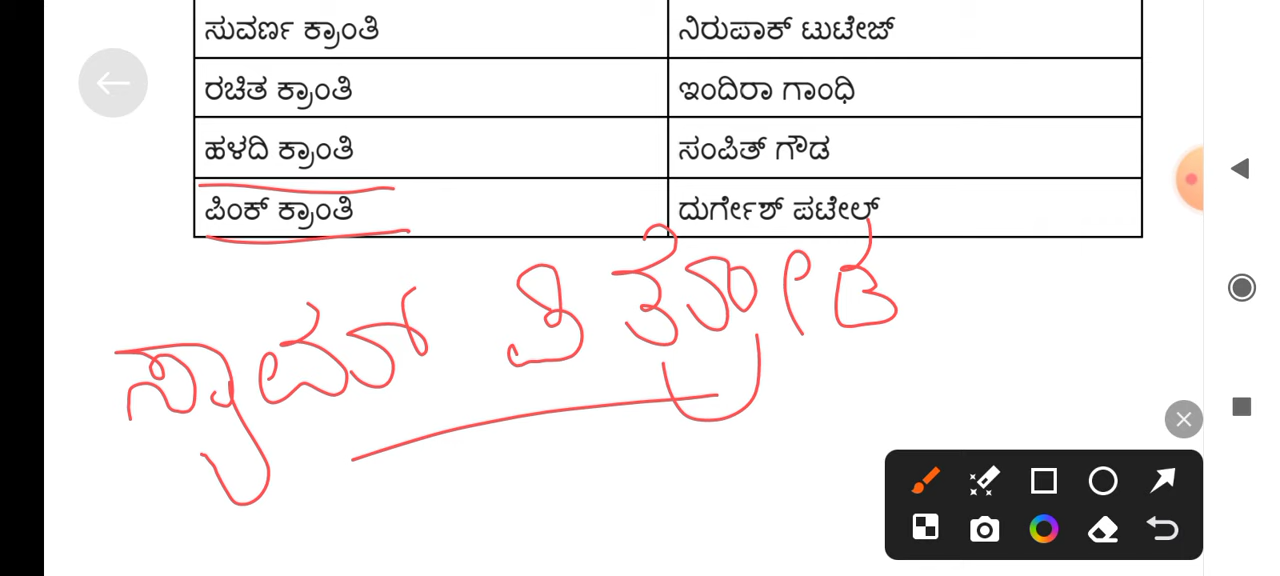 ಸುವರ್ಣ ಕ್ರಾಂತಿ ನಿರುಪಾಕ್ ಟುಟೇಜ್
ರಚಿತ ಕ್ರಾಂತಿ ಇಂದಿರಾ ಗಾಂಧಿ
ಹಳದಿ ಕ್ರಾಂತಿ ಸಂಪಿತ್ ಗೌಡ
ಪಿಂಕ್ ಕ್ರಾಂತಿ ದುರ್ಗೇಶ್ ಪಟೇಲ್